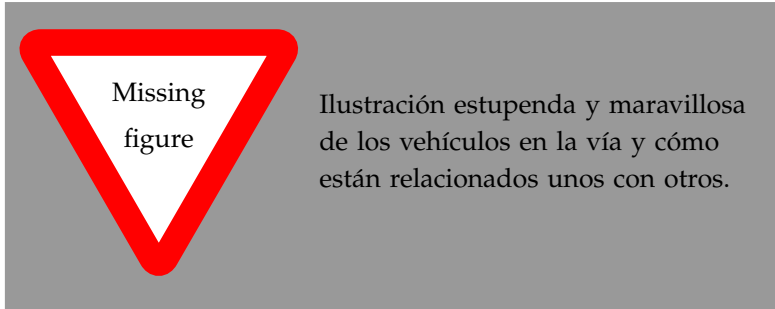 Missing
figure
Ilustración estupenda y maravillosa
de los vehículos en la vía y cómo
están relacionados unos con otros.